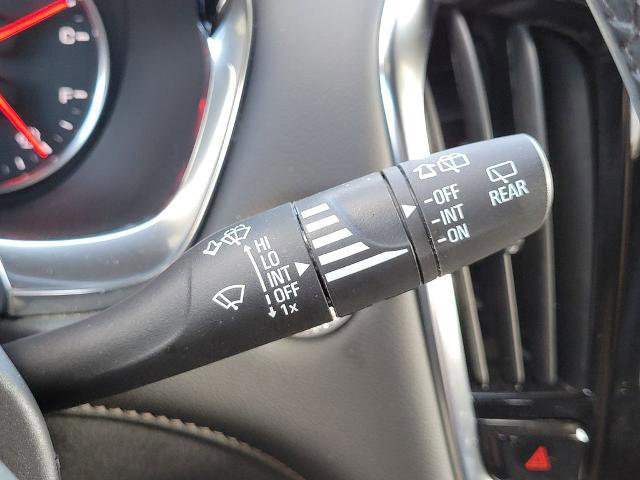 HI
LO
INT
OFF
1x
-OFF
-INT
-ON
REAR